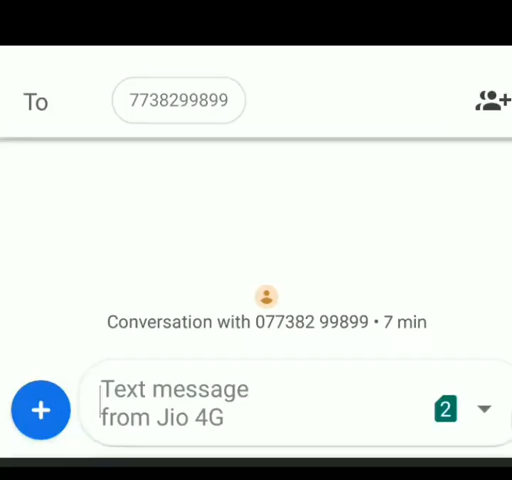 To
7738299899
Conversation with 077382 99899 • 7 min
Text message
from Jio 4G
2